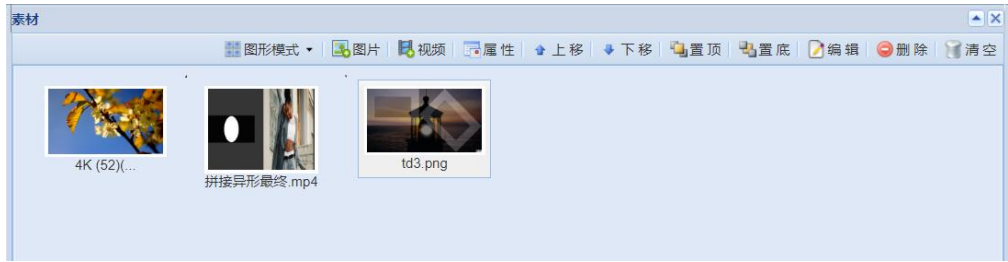 素材
图形模式 图片 视频 属性 上移 下移 置顶 置底 编辑 删除 清空
4K (52)(...
拼接异形最终.mp4
td3.png